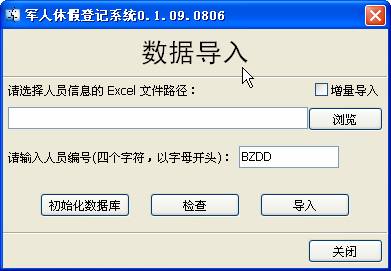 军人休假登记系统0.1.09.0806
数据导入
请选择人员信息的 Excel 文件路径： 增量导入
浏览
请输入人员编号(四个字符，以字母开头)： BZDD
初始化数据库 检查 导入
关闭